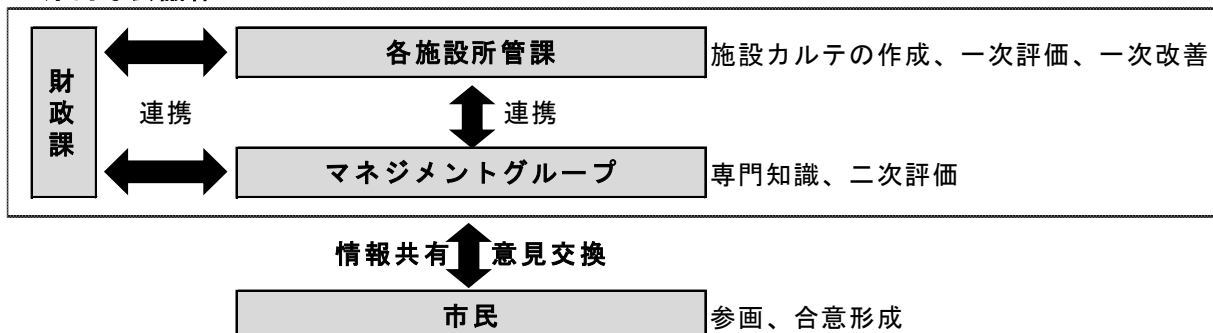 各施設所管課
施設カルテの作成、一次評価、一次改善
財政課
連携
連携
マネジメントグループ
専門知識、二次評価
情報共有
意見交換
市民
参画、合意形成